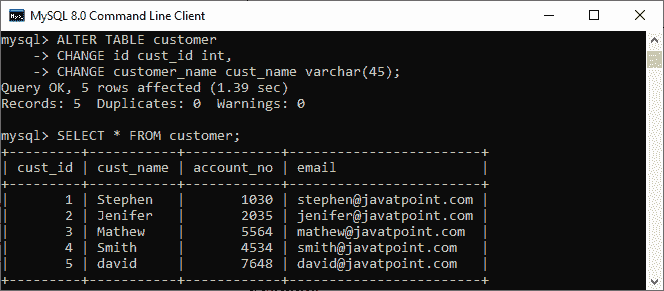 MySQL 8.0 Command Line Client
mysql> ALTER TABLE customer
    -> CHANGE id cust_id int,
    -> CHANGE customer_name cust_name varchar(45);
Query OK, 5 rows affected (1.39 sec)
Records: 5  Duplicates: 0  Warnings: 0

mysql> SELECT * FROM customer;
+---------+-----------+------------+------------------------+
| cust_id | cust_name | account_no | email                  |
+---------+-----------+------------+------------------------+
|       1 | Stephen   |       1030 | stephen@javatpoint.com |
|       2 | Jenifer   |       2035 | jenifer@javatpoint.com |
|       3 | Mathew    |       5564 | mathew@javatpoint.com  |
|       4 | Smith     |       4534 | smith@javatpoint.com   |
|       5 | david     |       7648 | david@javatpoint.com   |
+---------+-----------+------------+------------------------+